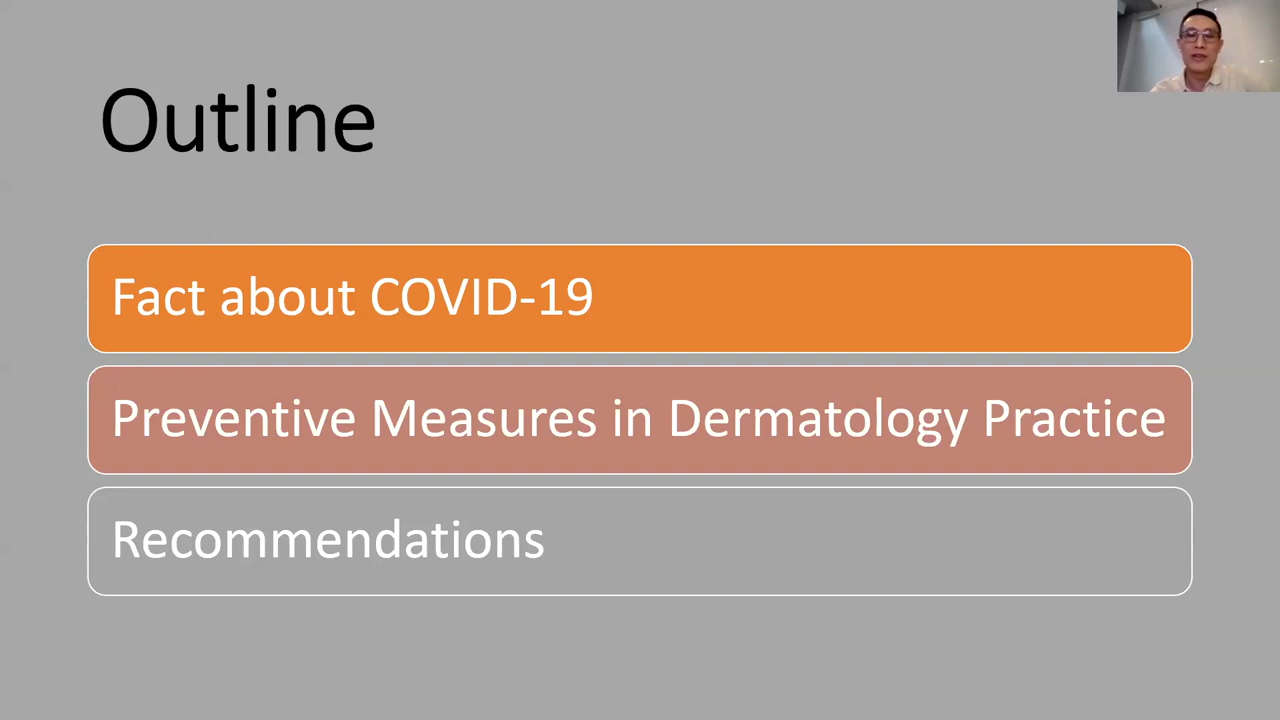 Outline
Fact about COVID-19
Preventive Measures in Dermatology Practice
Recommendations